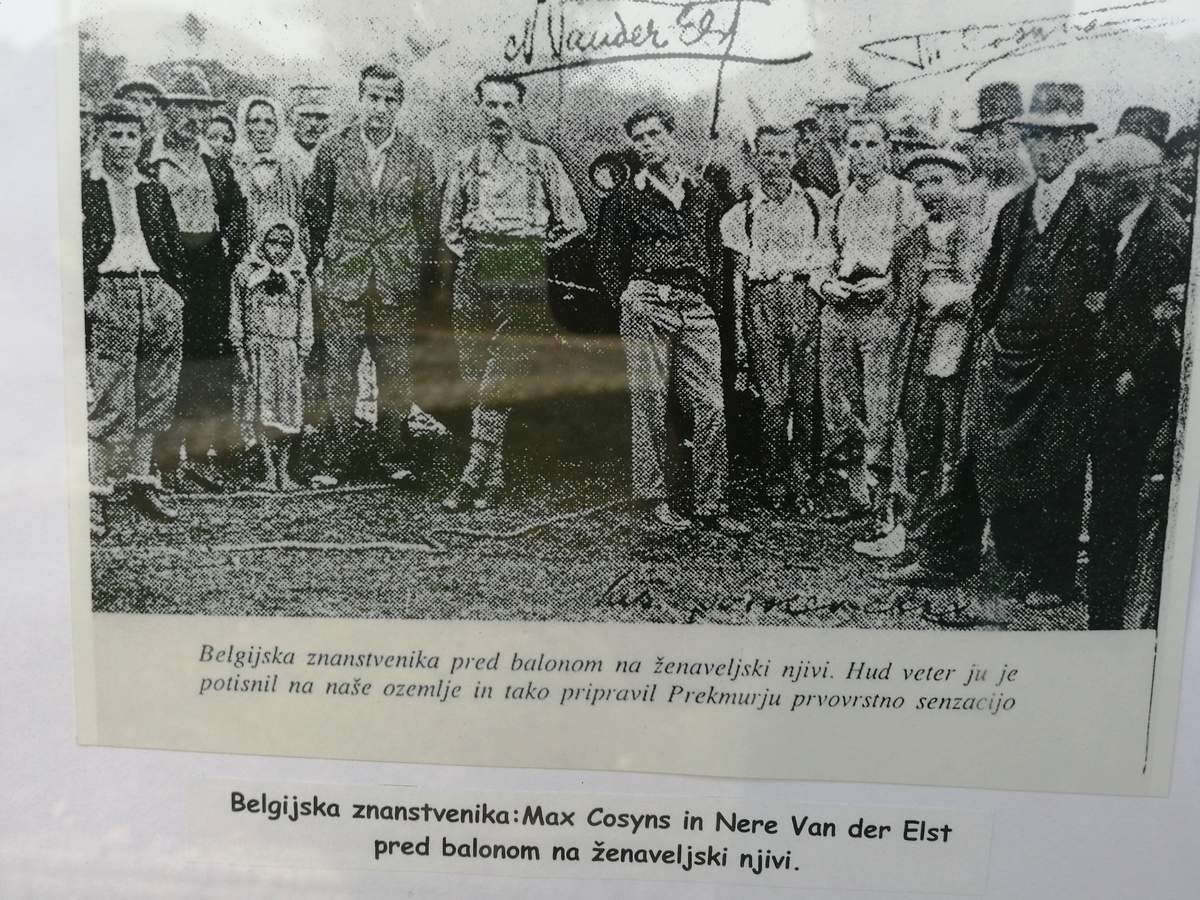 N Vander Elst
M Cosyns
Belgijska znanstvenika pred balonom na ženaveljski njivi. Hud veter ju je
potisnil na naše ozemlje in tako pripravil Prekmurju prvovrstno senzacijo
Belgijska znanstvenika:Max Cosyns in Nere Van der Elst
pred balonom na ženaveljski njivi.